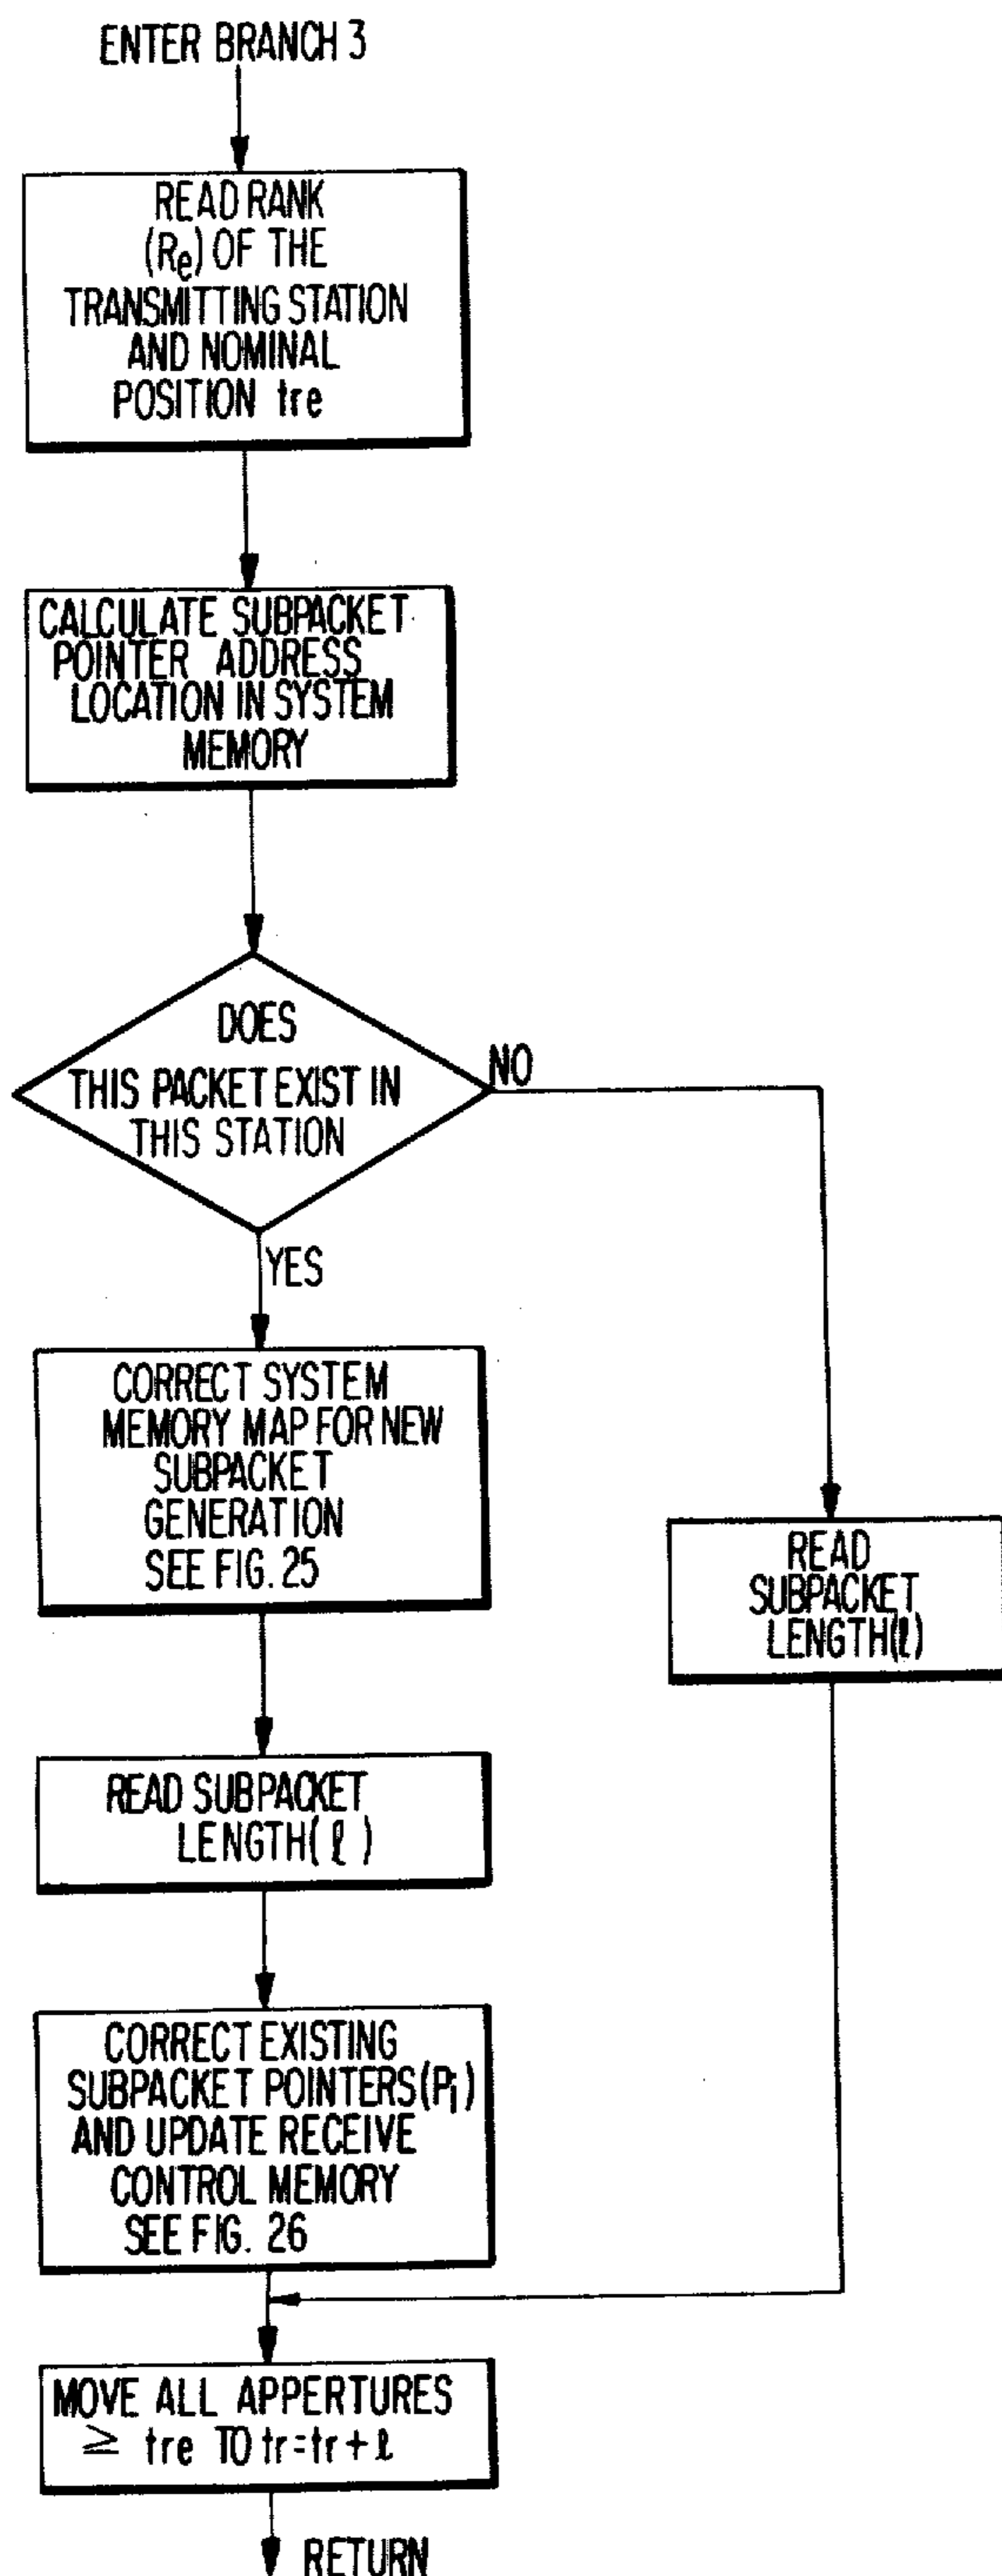 ENTER BRANCH 3
READ RANK
(Re) OF THE
TRANSMITTING STATION
AND NOMINAL
POSITION tre
CALCULATE SUBPACKET
POINTER ADDRESS
LOCATION IN SYSTEM
MEMORY
DOES
THIS PACKET EXIST IN
THIS STATION
NO
YES
CORRECT SYSTEM
MEMORY MAP FOR NEW
SUBPACKET
GENERATION
SEE FIG. 25
READ
SUBPACKET
LENGTH(ℓ)
READ SUBPACKET
LENGTH(ℓ)
CORRECT EXISTING
SUBPACKET POINTERS(Pi)
AND UPDATE RECEIVE
CONTROL MEMORY
SEE FIG. 26
MOVE ALL APPERTURES
≥ tre TO tr=tr+ℓ
RETURN